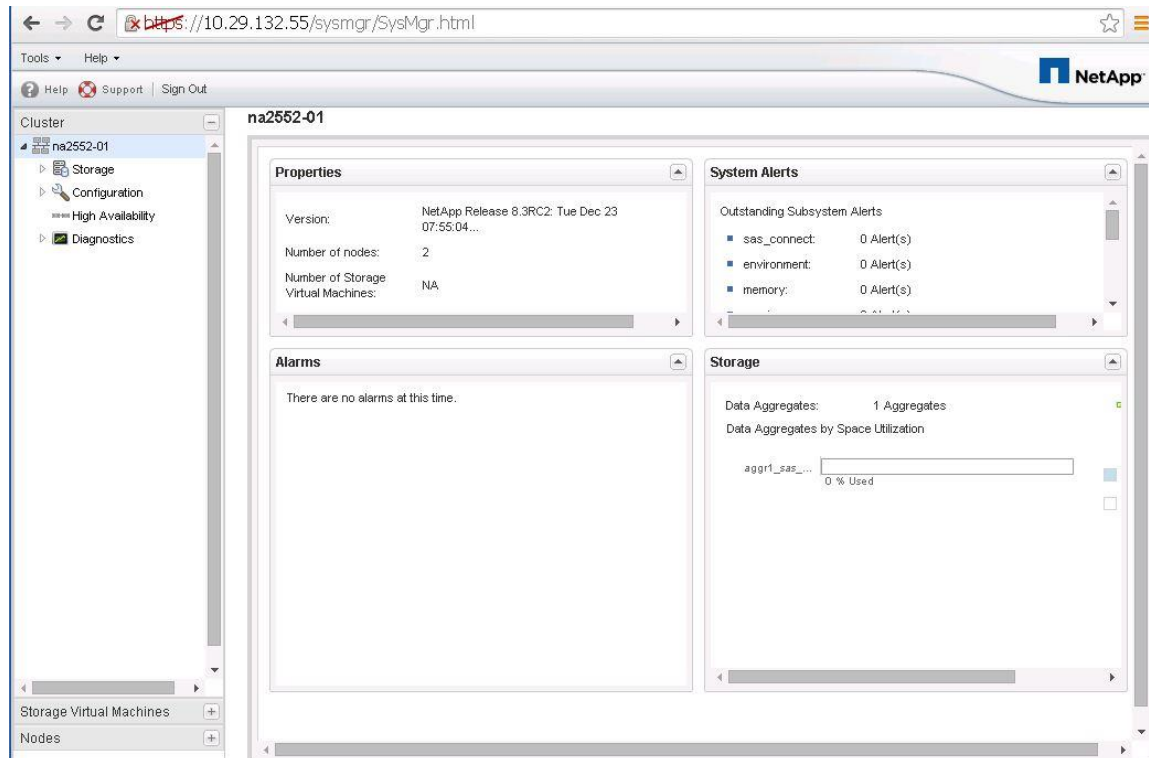 https://10.29.132.55/sysmgr/SysMgr.html
Tools Help
NetApp
Help Support | Sign Out
Cluster
na2552-01
Storage
Configuration
High Availability
Diagnostics
Storage Virtual Machines
Nodes
na2552-01
Properties
Version: NetApp Release 8.3RC2: Tue Dec 23
07:55:04...
Number of nodes: 2
Number of Storage
Virtual Machines: NA
System Alerts
Outstanding Subsystem Alerts
sas_connect: 0 Alert(s)
environment: 0 Alert(s)
memory: 0 Alert(s)
Alarms
There are no alarms at this time.
Storage
Data Aggregates: 1 Aggregates
Data Aggregates by Space Utilization
aggr1_sas_...
0 % Used